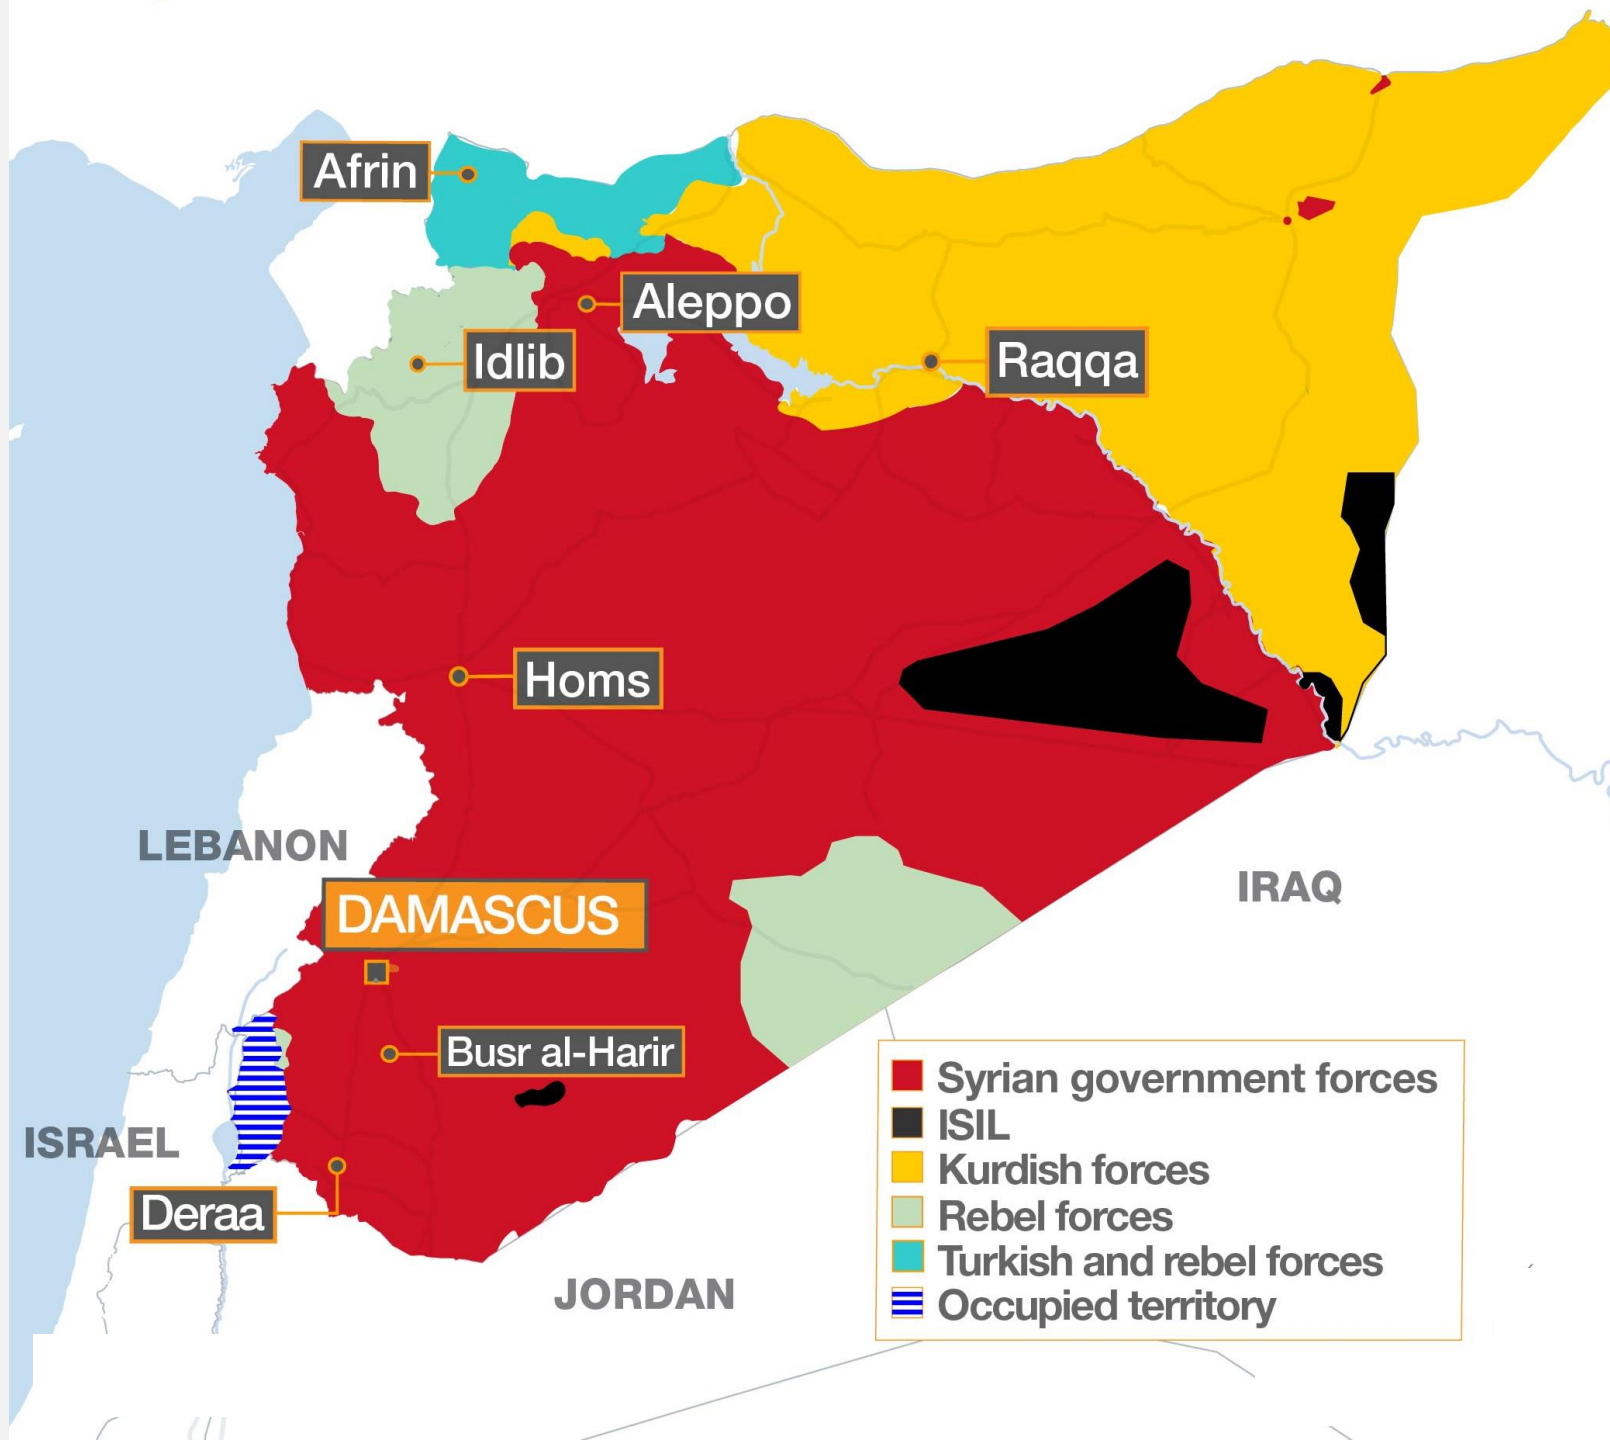 Afrin
Aleppo
Idlib
Raqqa
Homs
LEBANON
IRAQ
DAMASCUS
Busr al-Harir
ISRAEL
Deraa
JORDAN
Syrian government forces
ISIL
Kurdish forces
Rebel forces
Turkish and rebel forces
Occupied territory